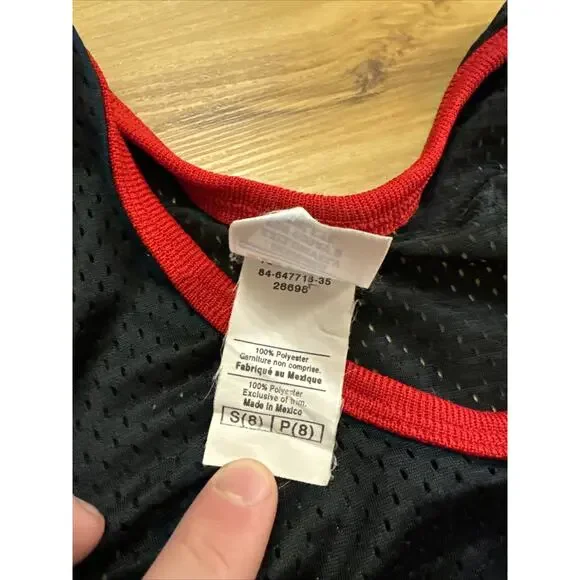 84-647718-35
26698
100% Polyester
Garniture non comprise.
Fabriqué au Mexique
100% Polyester
Exclusive of trim.
Made in Mexico
S(8) P(8)